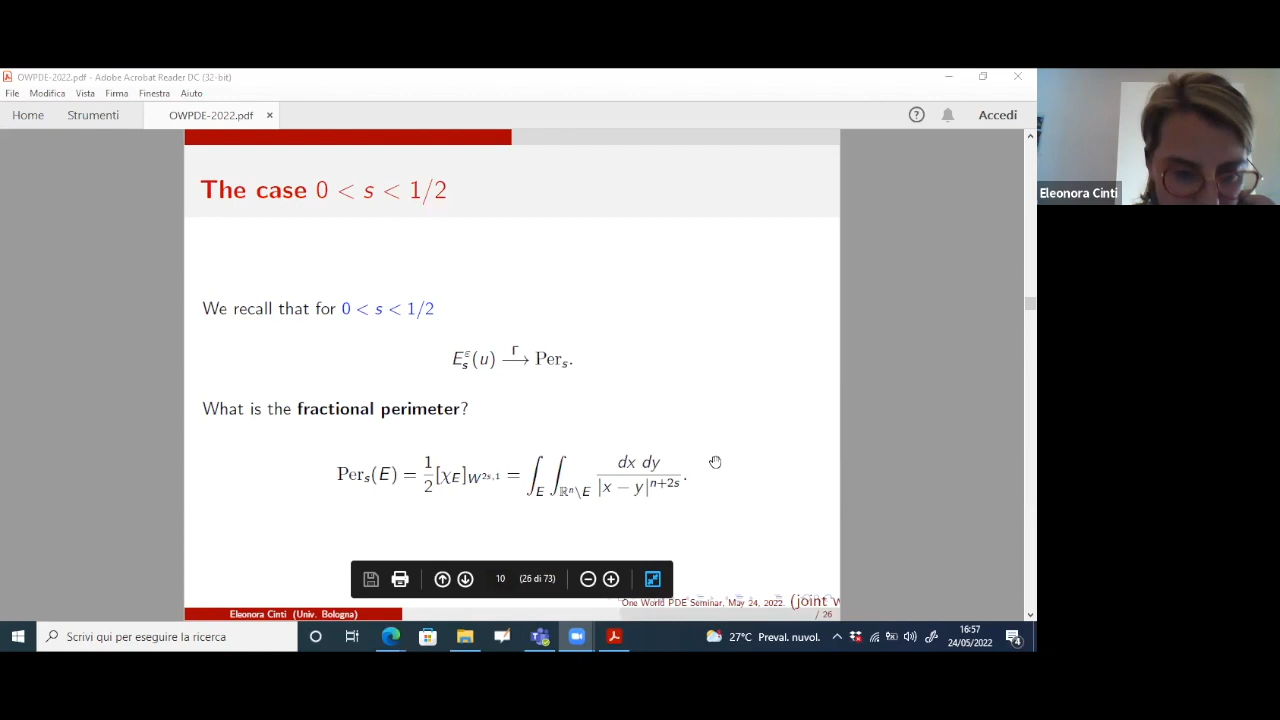 OWPDE-2022.pdf - Adobe Acrobat Reader DC (32-bit)
File Modifica Vista Firma Finestra Aiuto
Home Strumenti OWPDE-2022.pdf × Accedi
The case 0 < s < 1/2
We recall that for 0 < s < 1/2
E_s^ε(u) —Γ→ Per_s.
What is the fractional perimeter?
Per_s(E) = 1/2 [χ_E]_{W^{2s,1}} = ∫_E ∫_{ℝ^n\E} dx dy / |x − y|^{n+2s}.
10 (26 di 73)
One World PDE Seminar, May 24, 2022. (joint w
Eleonora Cinti (Univ. Bologna) / 26
Scrivi qui per eseguire la ricerca
27°C Preval. nuvol.
16:57
24/05/2022
4
Eleonora Cinti